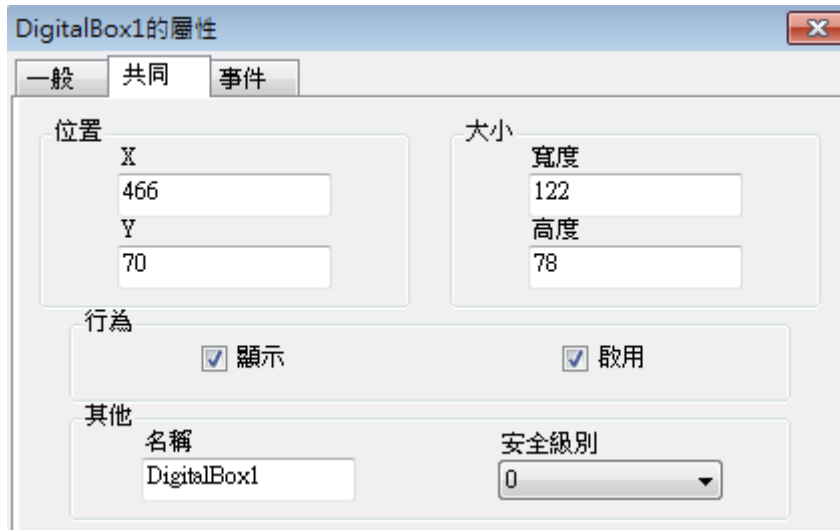 DigitalBox1的屬性
一般 共同 事件
位置 大小
X 寬度
466 122
Y 高度
70 78
行為
顯示 啟用
其他
名稱 安全級別
DigitalBox1 0